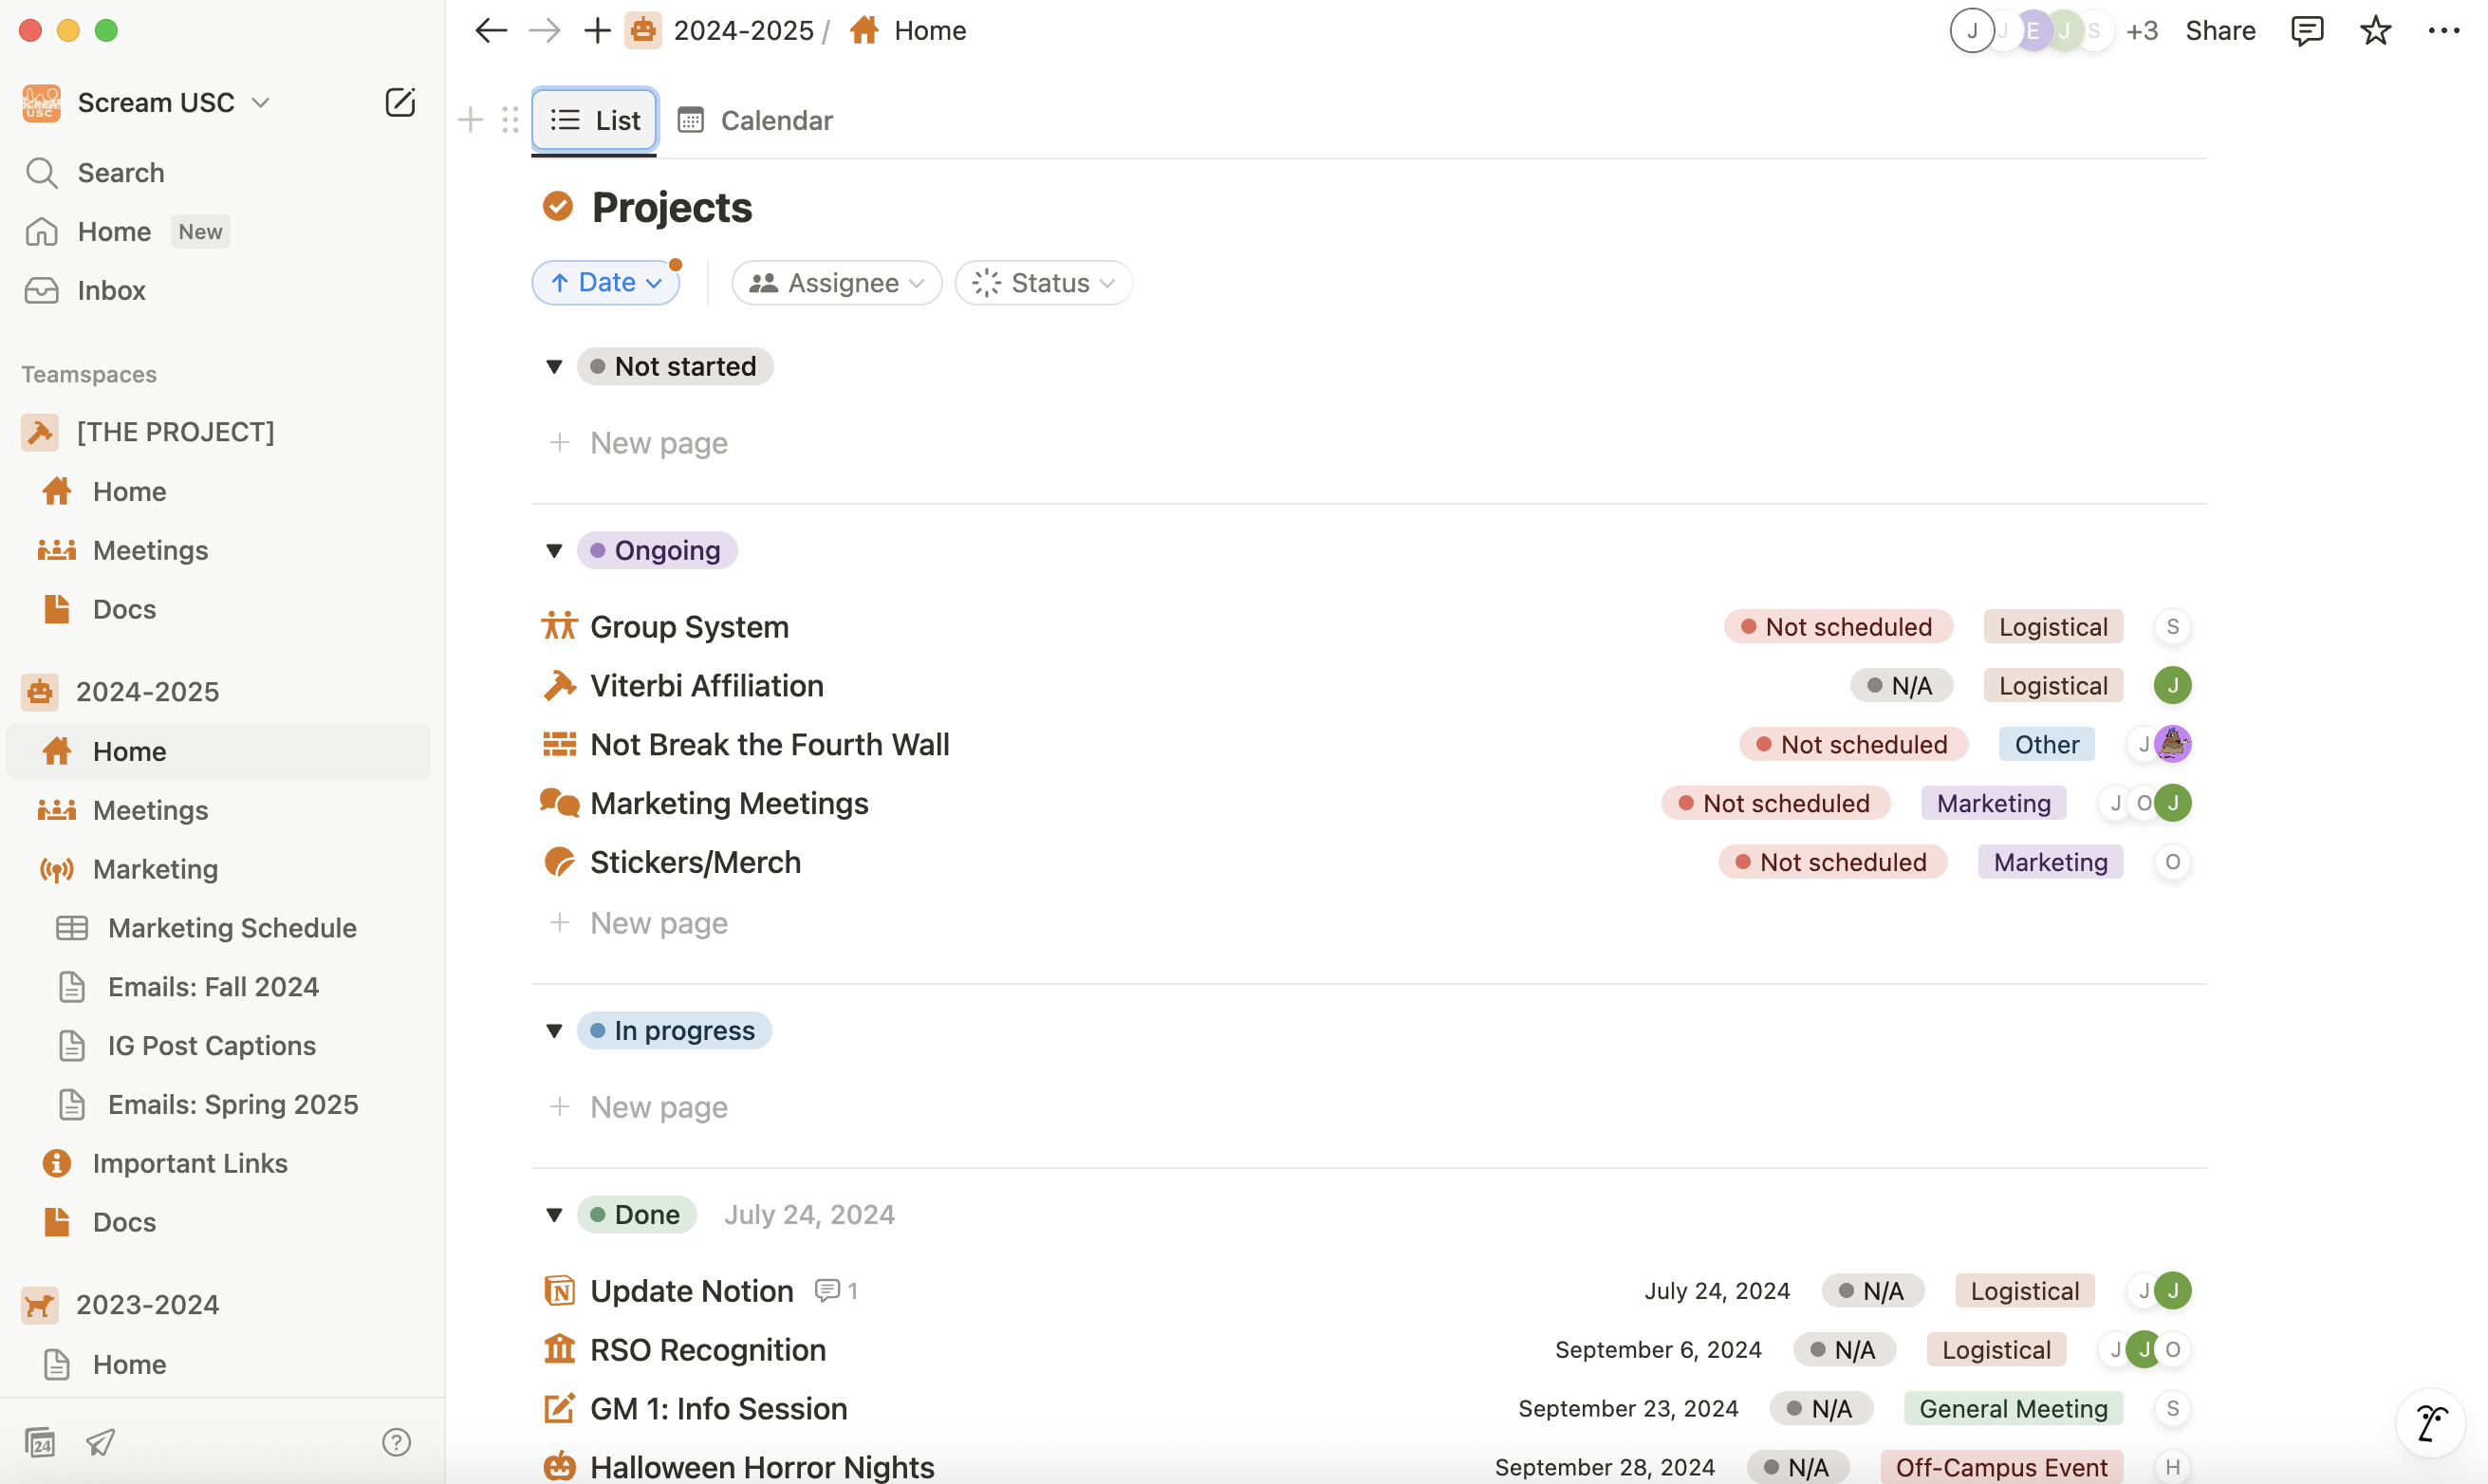 2024-2025 / Home
J J E J S +3 Share
Scream USC
Search
Home New
Inbox
Teamspaces
[THE PROJECT]
Home
Meetings
Docs
2024-2025
Home
Meetings
Marketing
Marketing Schedule
Emails: Fall 2024
IG Post Captions
Emails: Spring 2025
Important Links
Docs
2023-2024
Home
24
List Calendar
Projects
Date Assignee Status
Not started
New page
Ongoing
Group System Not scheduled Logistical S
Viterbi Affiliation N/A Logistical J
Not Break the Fourth Wall Not scheduled Other J
Marketing Meetings Not scheduled Marketing J O J
Stickers/Merch Not scheduled Marketing O
New page
In progress
New page
Done July 24, 2024
Update Notion 1 July 24, 2024 N/A Logistical J J
RSO Recognition September 6, 2024 N/A Logistical J J O
GM 1: Info Session September 23, 2024 N/A General Meeting S
Halloween Horror Nights September 28, 2024 N/A Off-Campus Event H